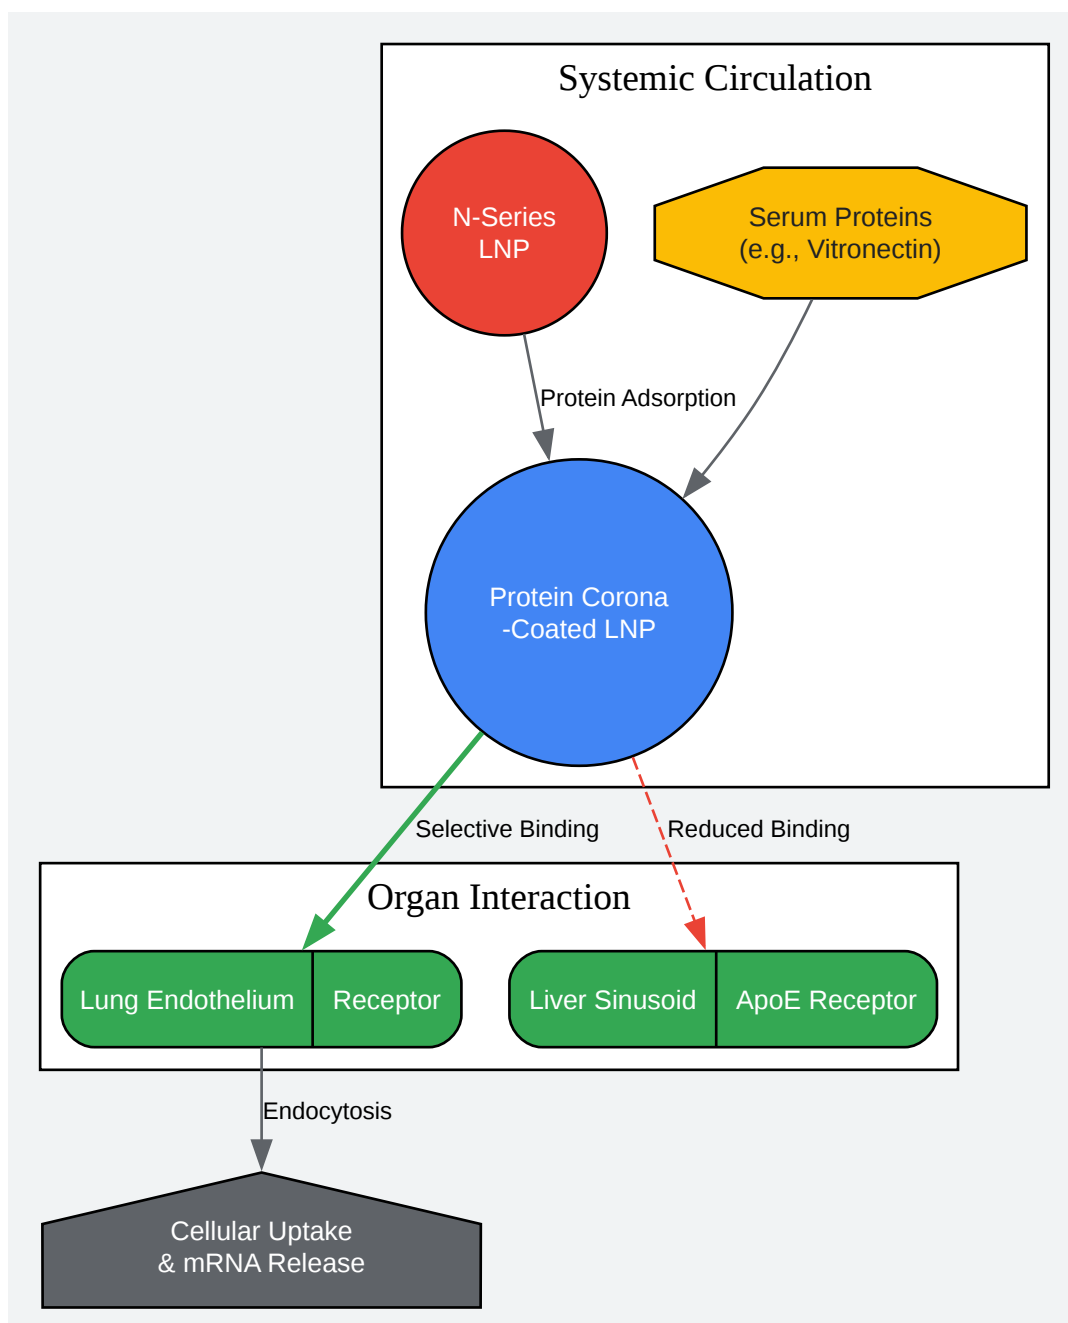 Systemic Circulation
N-Series
LNP
Serum Proteins
(e.g., Vitronectin)
Protein Adsorption
Protein Corona
-Coated LNP
Selective Binding
Reduced Binding
Organ Interaction
Lung Endothelium
Receptor
Liver Sinusoid
ApoE Receptor
Endocytosis
Cellular Uptake
& mRNA Release